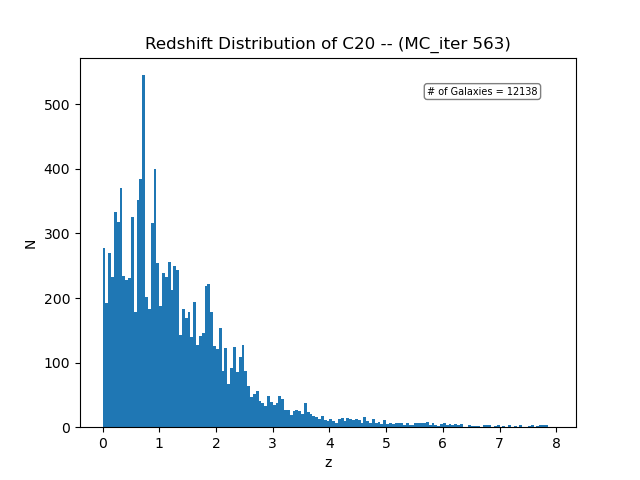 Redshift Distribution of C20 -- (MC_iter 563)
# of Galaxies = 12138
500
400
300
200
100
0
N
0 1 2 3 4 5 6 7 8
z